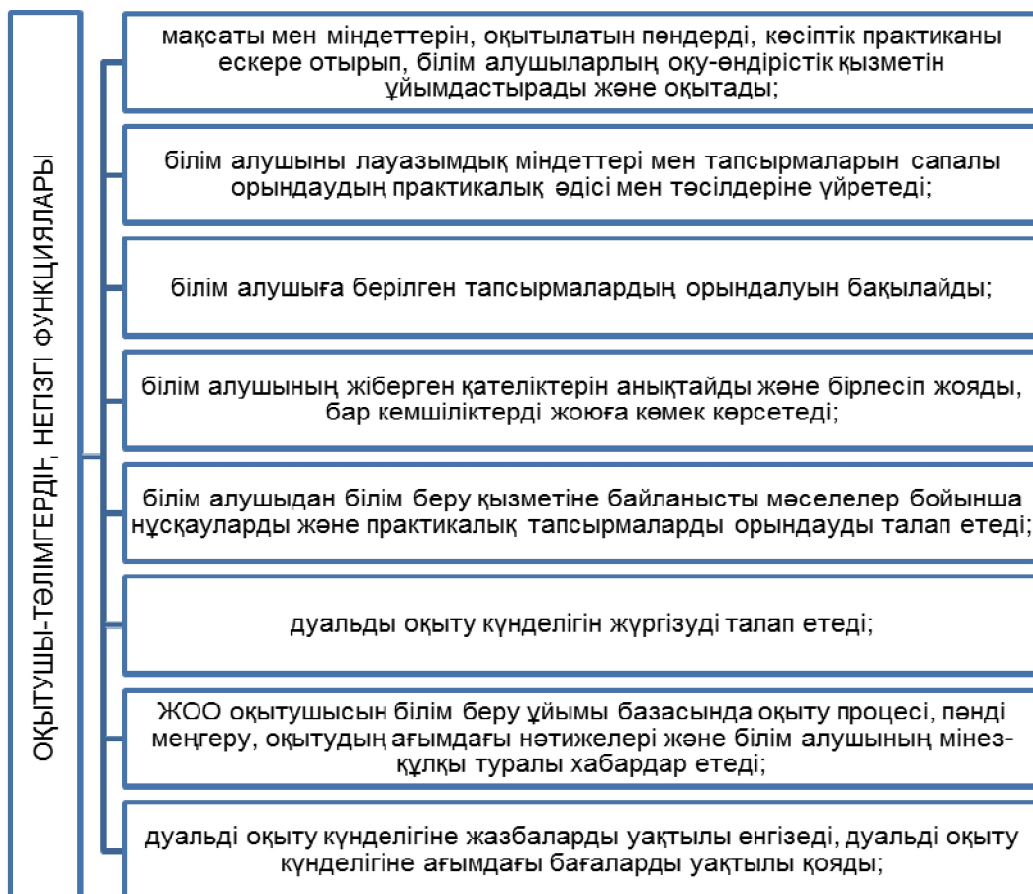 ОҚЫТУШЫ-ТӘЛІМГЕРДІҢ НЕГІЗГІ ФУНКЦИЯЛАРЫ
мақсаты мен міндеттерін, оқытылатын пәндерді, кәсіптік практиканы
ескере отырып, білім алушыларлың оқу-өндірістік қызметін
ұйымдастырады және оқытады;
білім алушыны лауазымдық міндеттері мен тапсырмаларын сапалы
орындаудың практикалық әдісі мен тәсілдеріне үйретеді;
білім алушыға берілген тапсырмалардың орындалуын бақылайды;
білім алушының жіберген қателіктерін анықтайды және бірлесіп жояды,
бар кемшіліктерді жоюға көмек көрсетеді;
білім алушыдан білім беру қызметіне байланысты мәселелер бойынша
нұсқауларды және практикалық тапсырмаларды орындауды талап етеді;
дуальды оқыту күнделігін жүргізуді талап етеді;
ЖОО оқытушысын білім беру ұйымы базасында оқыту процесі, пәнді
меңгеру, оқытудың ағымдағы нәтижелері және білім алушының мінез-
құлқы туралы хабардар етеді;
дуальді оқыту күнделігіне жазбаларды уақтылы енгізеді, дуальді оқыту
күнделігіне ағымдағы бағаларды уақтылы қояды;